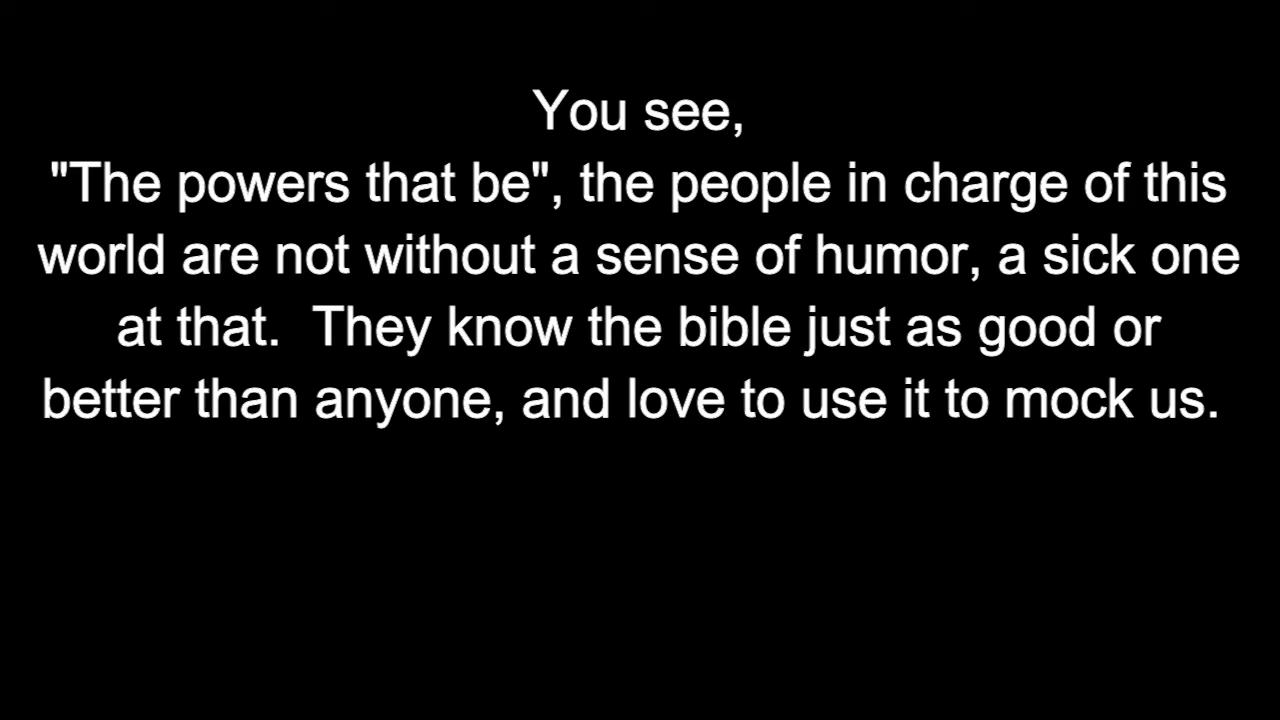 You see,
"The powers that be", the people in charge of this
world are not without a sense of humor, a sick one
at that.  They know the bible just as good or
better than anyone, and love to use it to mock us.